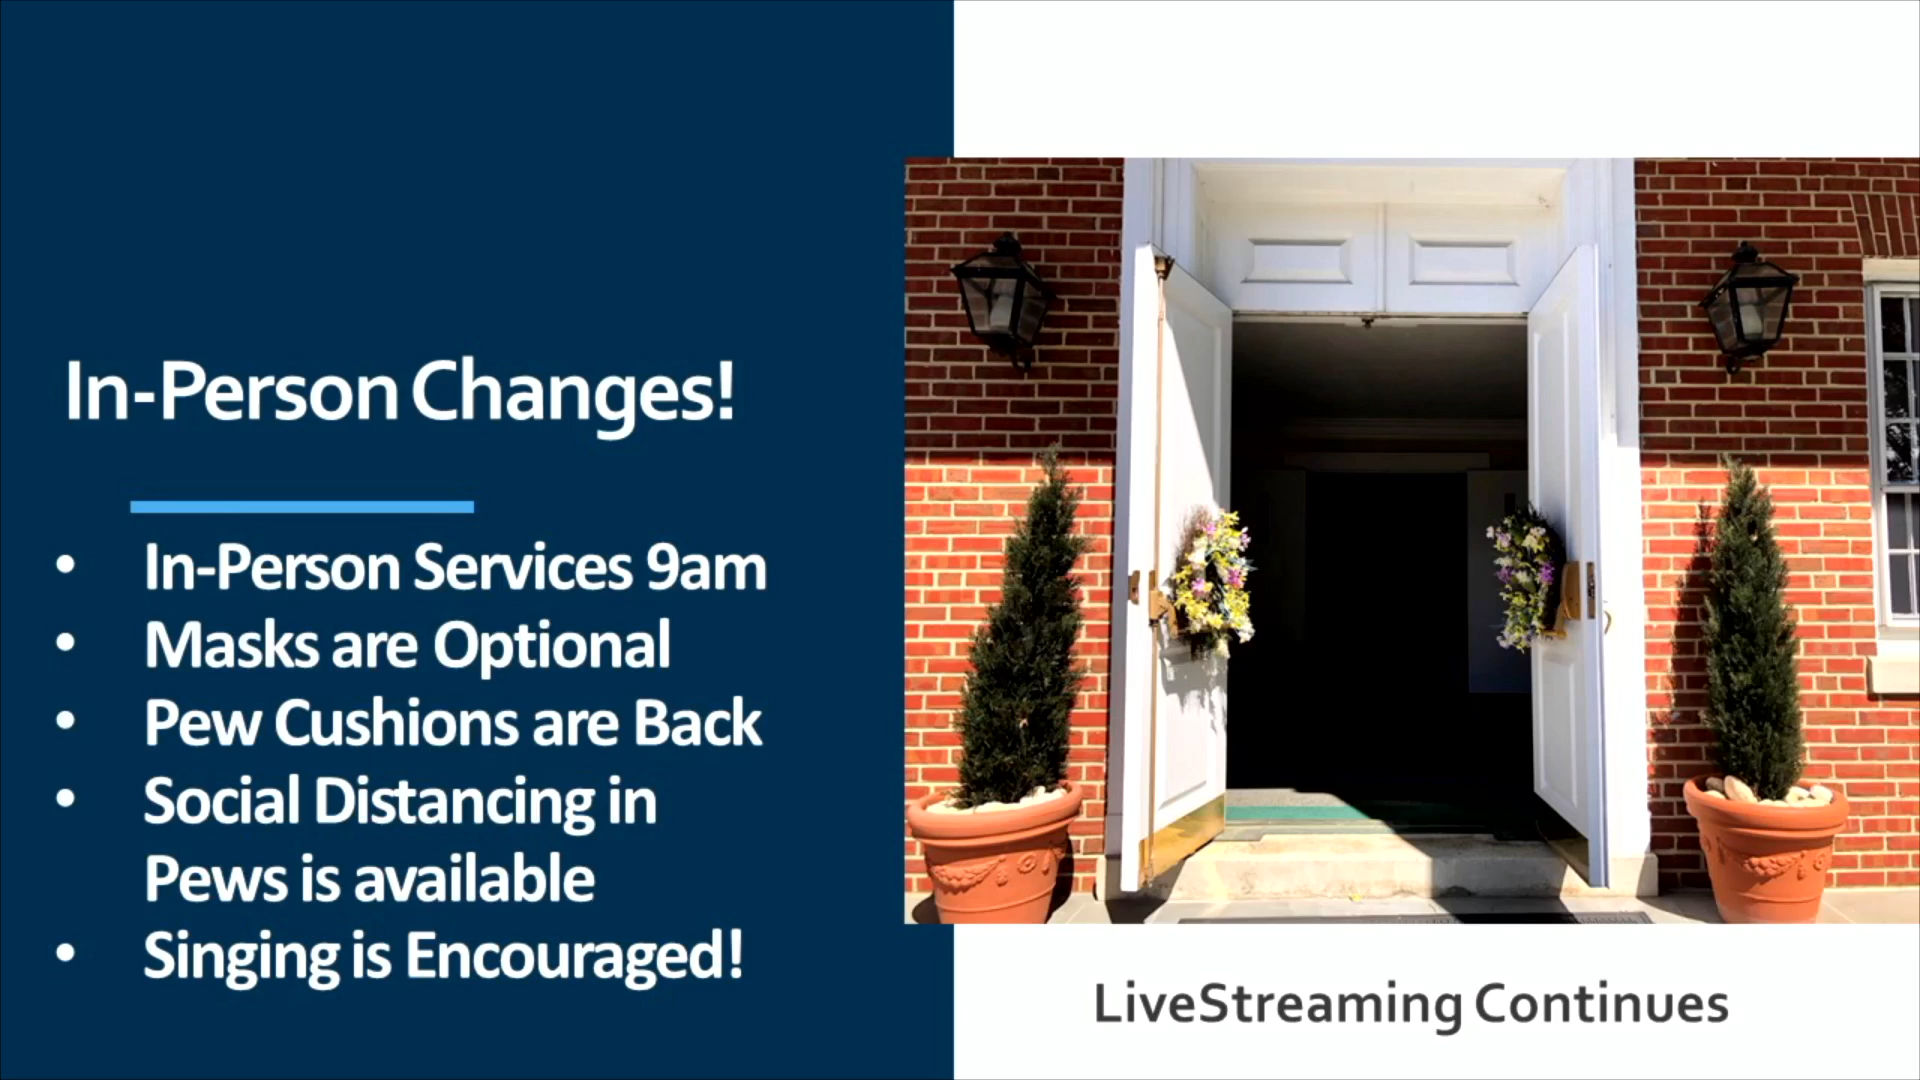 In-Person Changes!
• In-Person Services 9am
• Masks are Optional
• Pew Cushions are Back
• Social Distancing in
Pews is available
• Singing is Encouraged!
LiveStreaming Continues